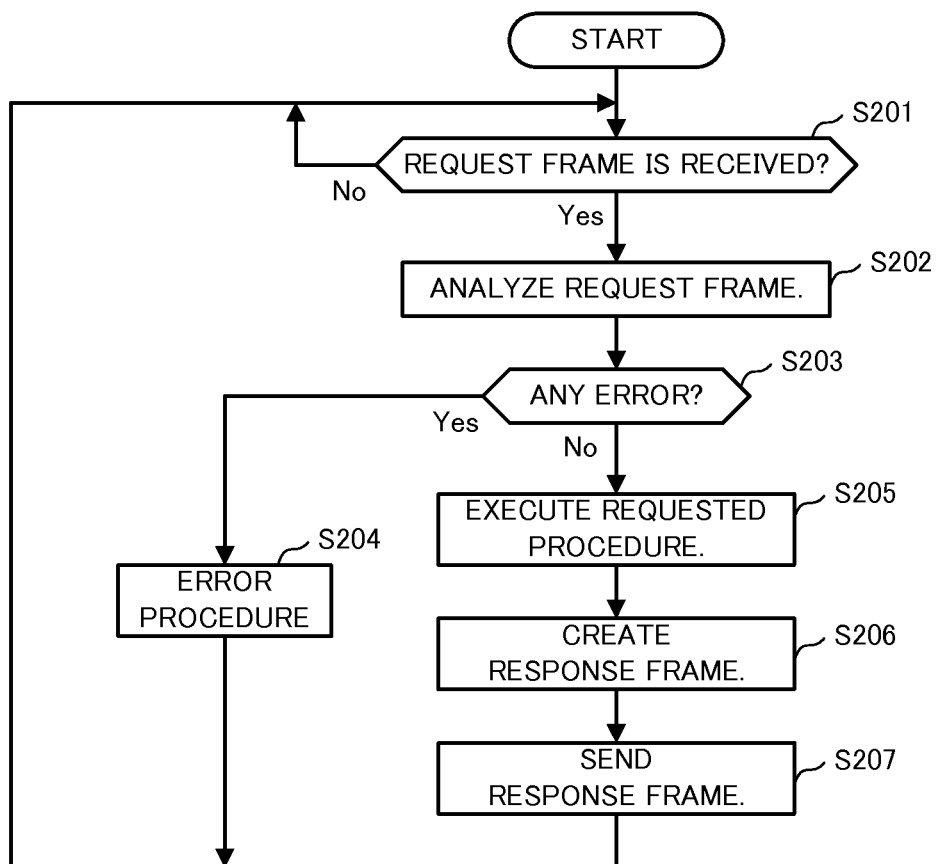 START
S201
REQUEST FRAME IS RECEIVED?
No
Yes
S202
ANALYZE REQUEST FRAME.
S203
ANY ERROR?
Yes
No
S205
EXECUTE REQUESTED
PROCEDURE.
S204
ERROR
PROCEDURE
S206
CREATE
RESPONSE FRAME.
S207
SEND
RESPONSE FRAME.